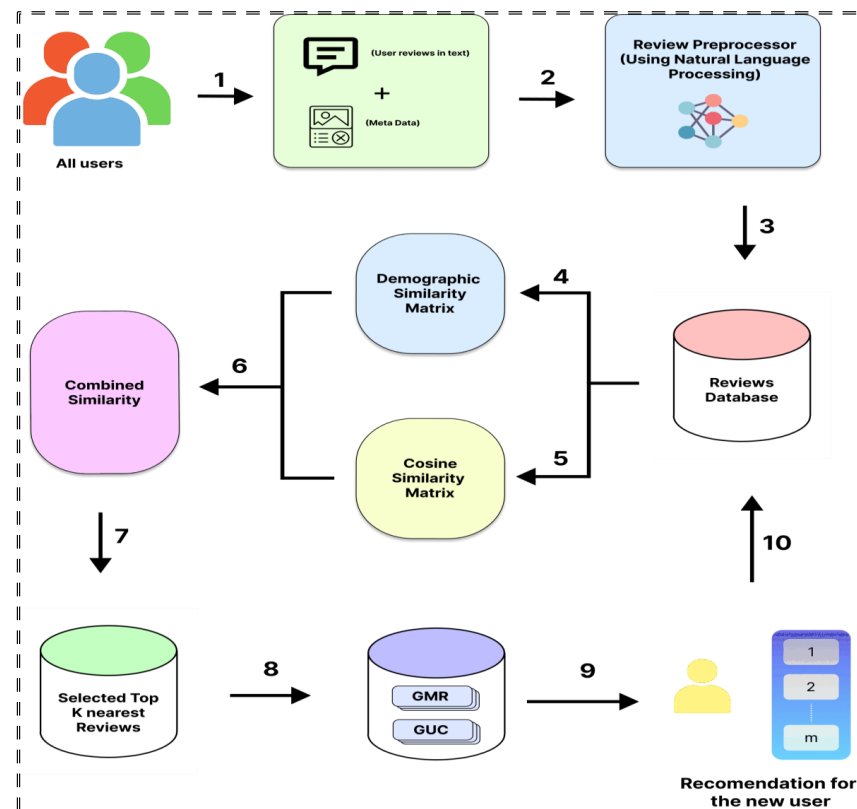 All users
1
(User reviews in text)
+
(Meta Data)
2
Review Preprocessor
(Using Natural Language
Processing)
3
Demographic
Similarity
Matrix
4
6
Combined
Similarity
Reviews
Database
Cosine
Similarity
Matrix
5
7
10
Selected Top
K nearest
Reviews
8
GMR
GUC
9
1
2
m
Recomendation for
the new user